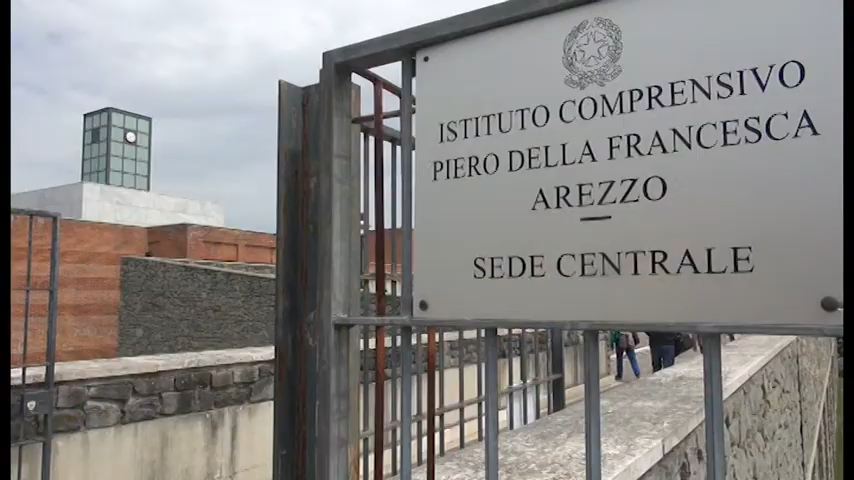 ISTITUTO COMPRENSIVO
PIERO DELLA FRANCESCA
AREZZO
SEDE CENTRALE